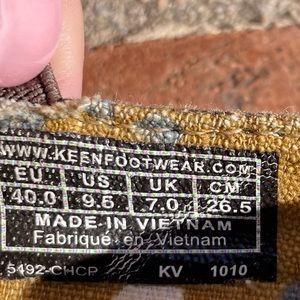 WWW.KEENFOOTWEAR.COM
EU US UK CM
40.0 9.5 7.0 26.5
MADE IN VIETNAM
Fabriqué en Vietnam
5492-CHCP KV 1010